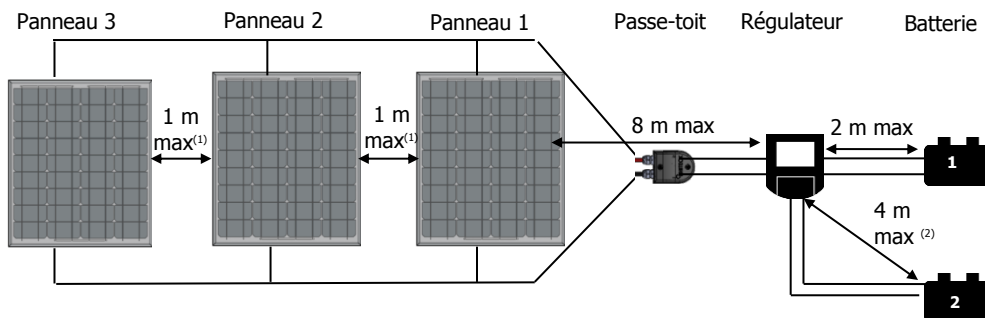 Panneau 3
Panneau 2
Panneau 1
Passe-toit
Régulateur
Batterie
1 m
max(1)
1 m
max(1)
8 m max
2 m max
1
4 m
max (2)
2